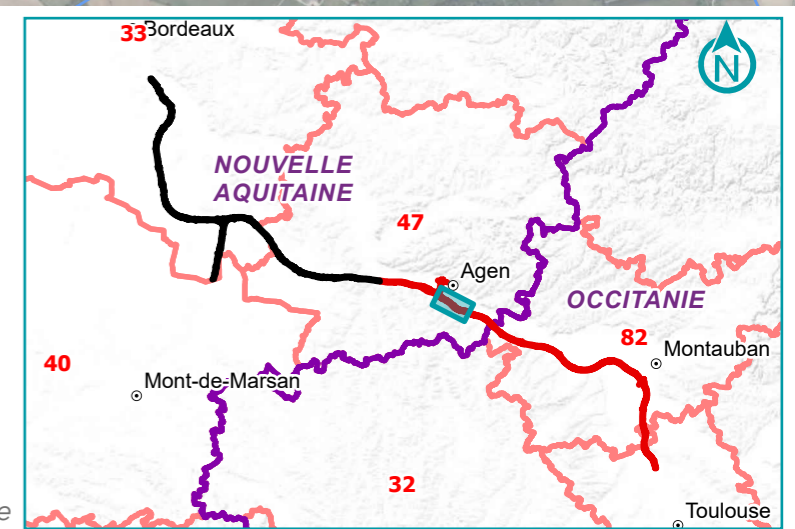 33 Bordeaux
N
NOUVELLE
AQUITAINE
47
Agen
OCCITANIE
82
Montauban
40
Mont-de-Marsan
32
Toulouse
e